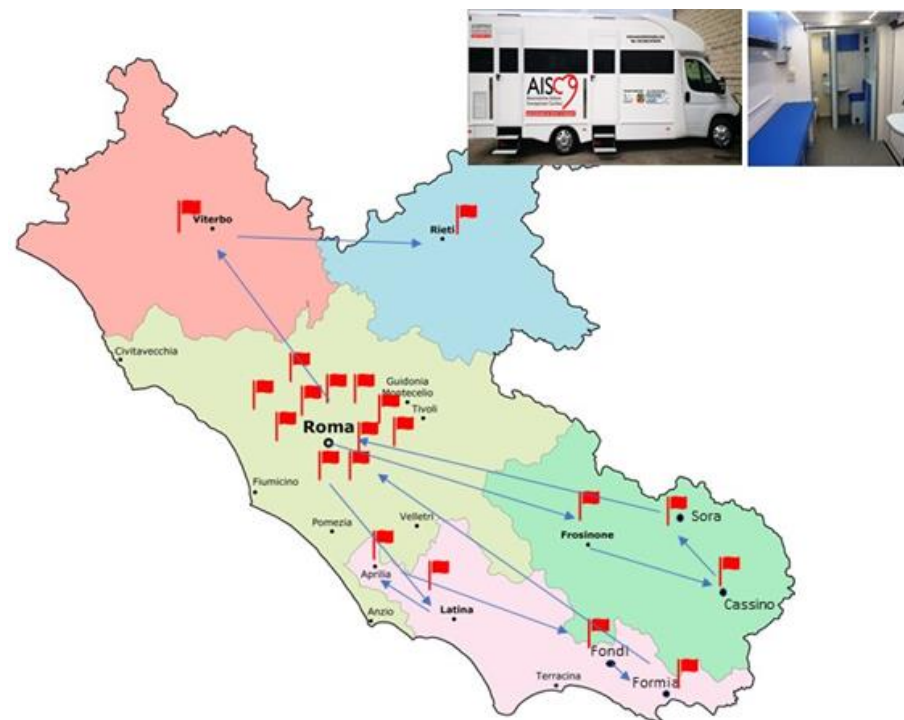 AISC
Viterbo
Rieti
Civitavecchia
Guidonia
Montecelio
Tivoli
Roma
Fiumicino
Pomezia
Velletri
Frosinone
Sora
Cassino
Aprilia
Latina
Anzio
Fondi
Terracina
Formia